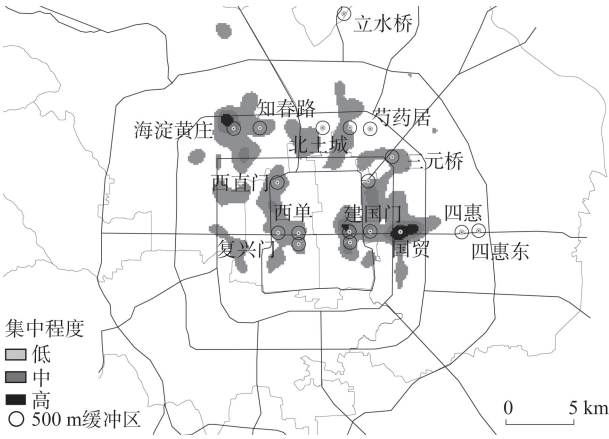 立水桥
知春路
海淀黄庄
芍药居
北土城
三元桥
西直门
西单
建国门
四惠
复兴门
国贸
四惠东
集中程度
低
中
高
500 m缓冲区
0 5 km